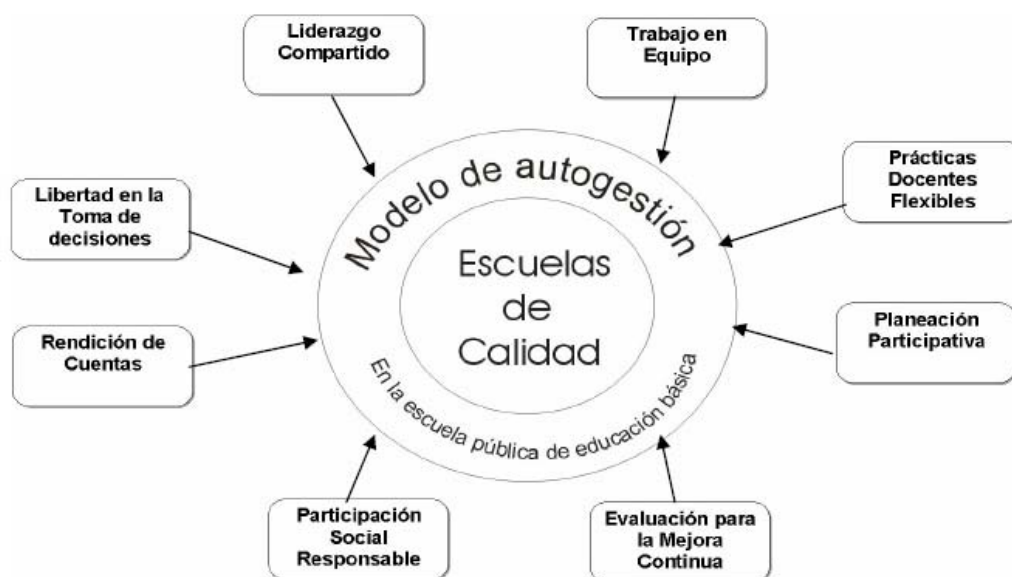 Liderazgo
Compartido
Trabajo en
Equipo
Prácticas
Docentes
Flexibles
Libertad en la
Toma de
decisiones
Modelo de autogestión
Escuelas
de
Calidad
En la escuela pública de educación básica
Rendición de
Cuentas
Planeación
Participativa
Participación
Social
Responsable
Evaluación para
la Mejora
Continua